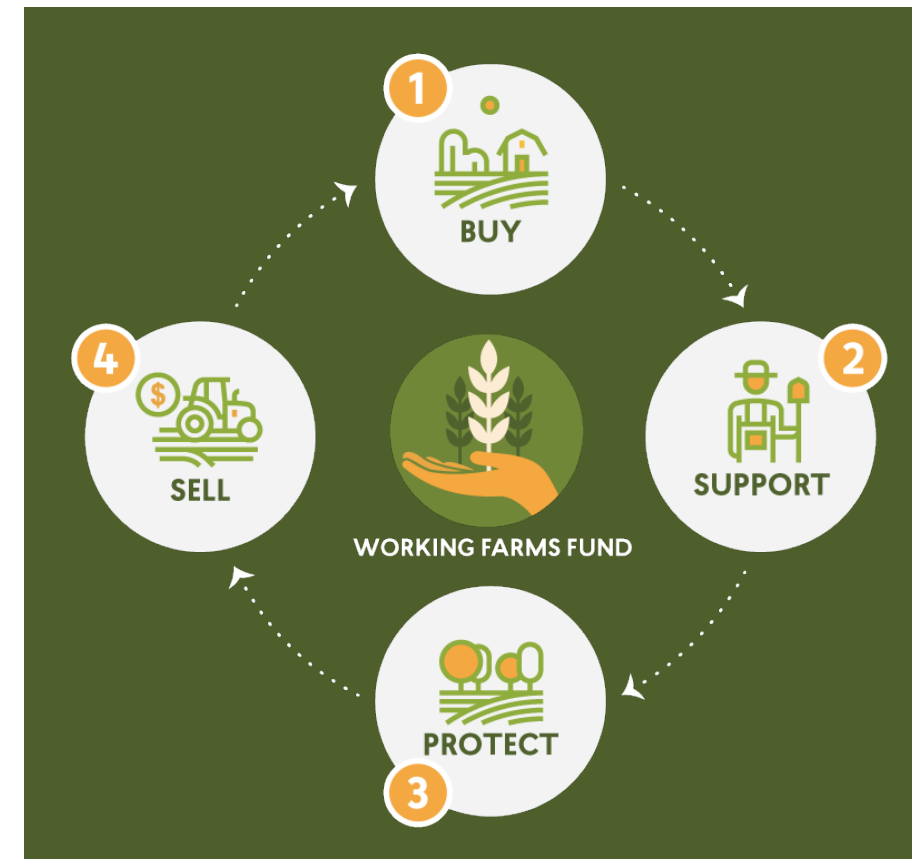 1
BUY
2
SUPPORT
3
PROTECT
4
$
SELL
WORKING FARMS FUND